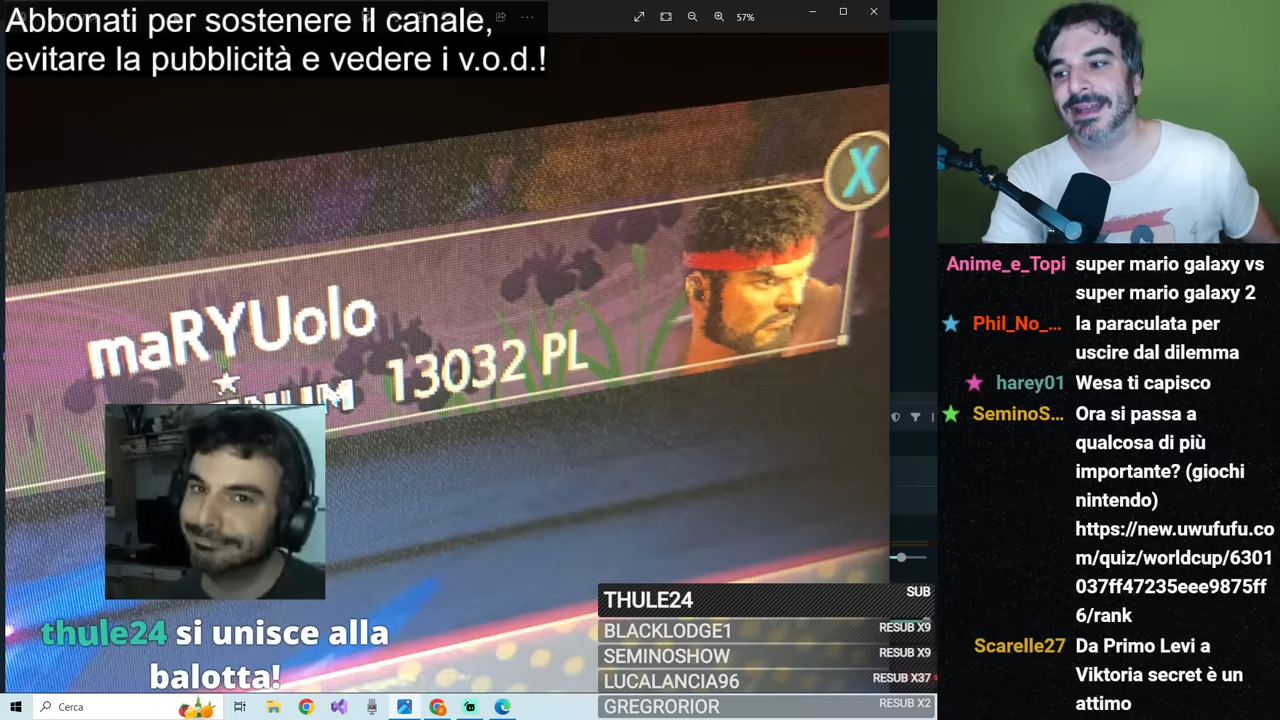 Abbonati per sostenere il canale,
evitare la pubblicità e vedere i v.o.d.!
57%
X
maRYUolo
13032 PL
thule24 si unisce alla
balotta!
THULE24 SUB
BLACKLODGE1 RESUB X9
SEMINOSHOW RESUB X9
LUCALANCIA96 RESUB X37
GREGRORIOR RESUB X2
Anime_e_Topi super mario galaxy vs
super mario galaxy 2
Phil_No_... la paraculata per
uscire dal dilemma
harey01 Wesa ti capisco
SeminoS... Ora si passa a
qualcosa di più
importante? (giochi
nintendo)
https://new.uwufufu.co
m/quiz/worldcup/6301
037ff47235eee9875ff
6/rank
Scarelle27 Da Primo Levi a
Viktoria secret è un
attimo
Cerca